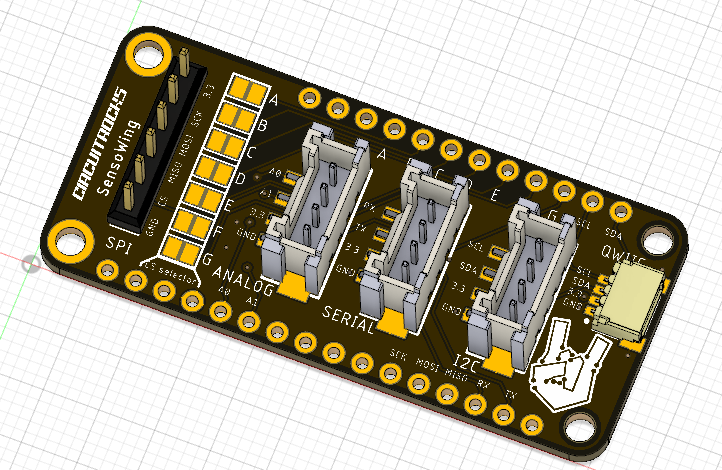 CIRCUITROCKS
SensoWing
3.3
SCK
MOSI
MISO
CS
GND
SPI
A
B
C
D
E
F
G
CS Selector
ANALOG
A0
A1
3.3
GND
A0
A1
A
C
D
E
G
SCL
SDA
RX
TX
3.3
GND
SERIAL
SCL
SDA
3.3
GND
I2C
QWIIC
SCL
SDA
3.3
GND
SCK
MOSI
MISO
RX
TX